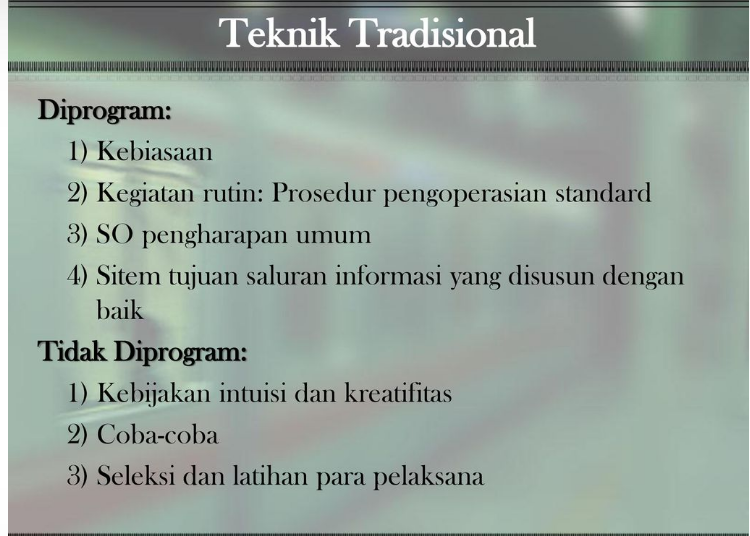 Teknik Tradisional
Diprogram:
1) Kebiasaan
2) Kegiatan rutin: Prosedur pengoperasian standard
3) SO pengharapan umum
4) Sitem tujuan saluran informasi yang disusun dengan
baik
Tidak Diprogram:
1) Kebijakan intuisi dan kreatifitas
2) Coba-coba
3) Seleksi dan latihan para pelaksana